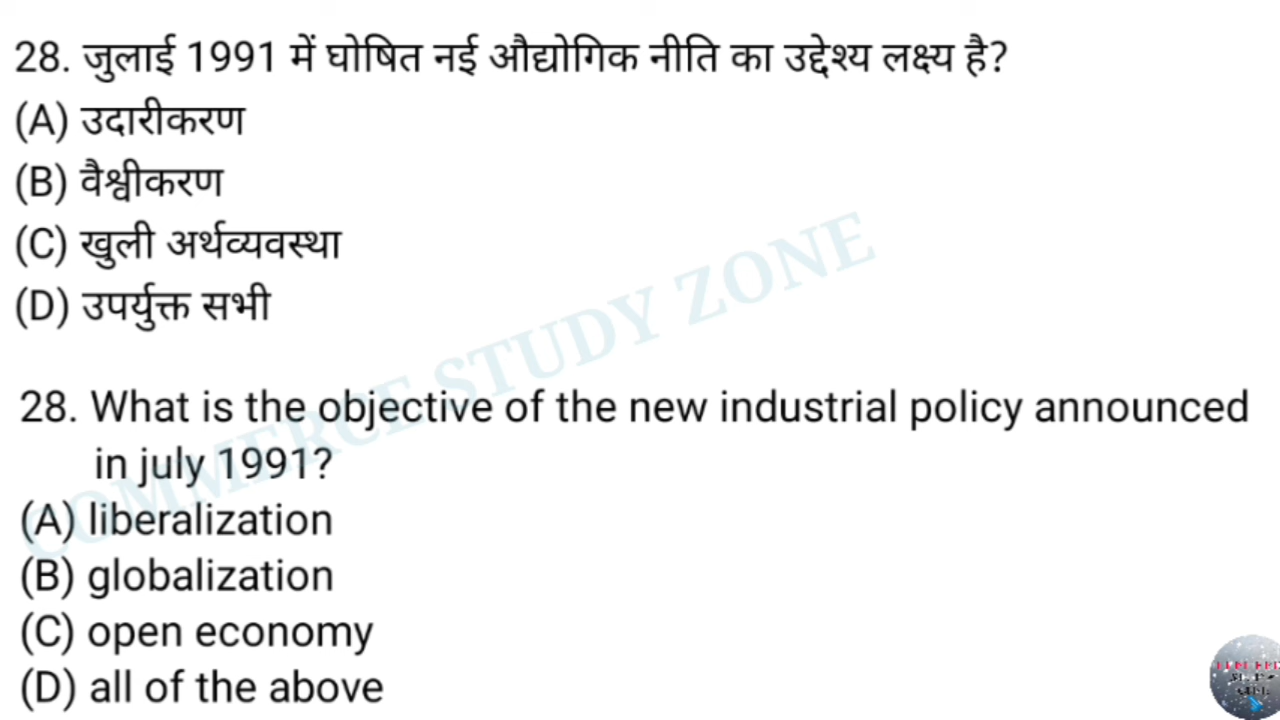 28. जुलाई 1991 में घोषित नई औद्योगिक नीति का उद्देश्य लक्ष्य है?
(A) उदारीकरण
(B) वैश्वीकरण
(C) खुली अर्थव्यवस्था
(D) उपर्युक्त सभी
COMMERCE STUDY ZONE
28. What is the objective of the new industrial policy announced
in july 1991?
(A) liberalization
(B) globalization
(C) open economy
(D) all of the above